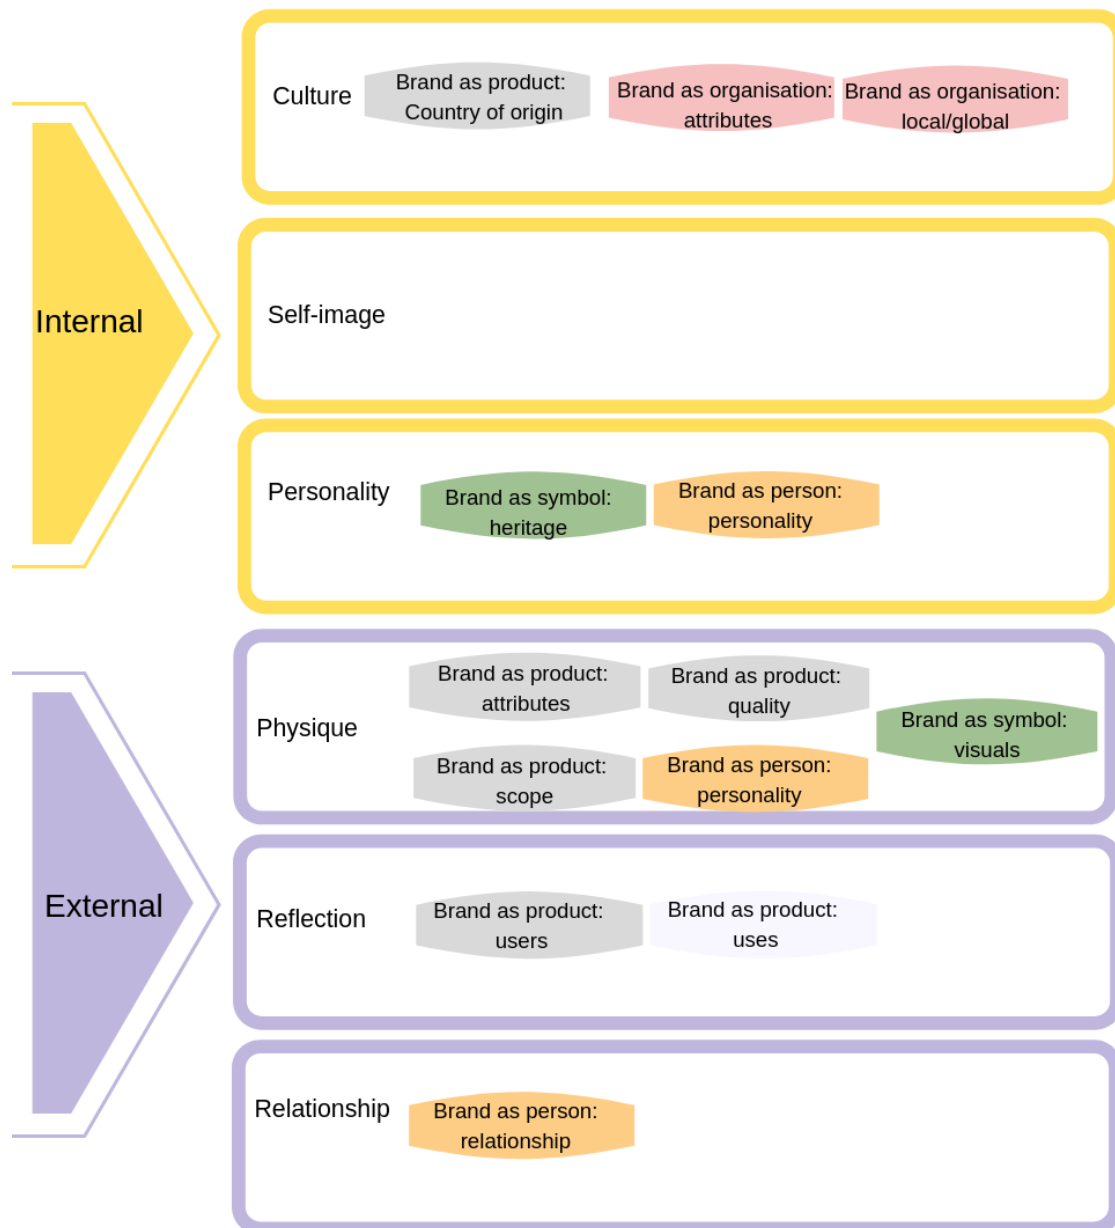 Culture
Brand as product:
Country of origin
Brand as organisation:
attributes
Brand as organisation:
local/global
Internal
Self-image
Personality
Brand as symbol:
heritage
Brand as person:
personality
Physique
Brand as product:
attributes
Brand as product:
quality
Brand as symbol:
visuals
Brand as product:
scope
Brand as person:
personality
External
Reflection
Brand as product:
users
Brand as product:
uses
Relationship
Brand as person:
relationship